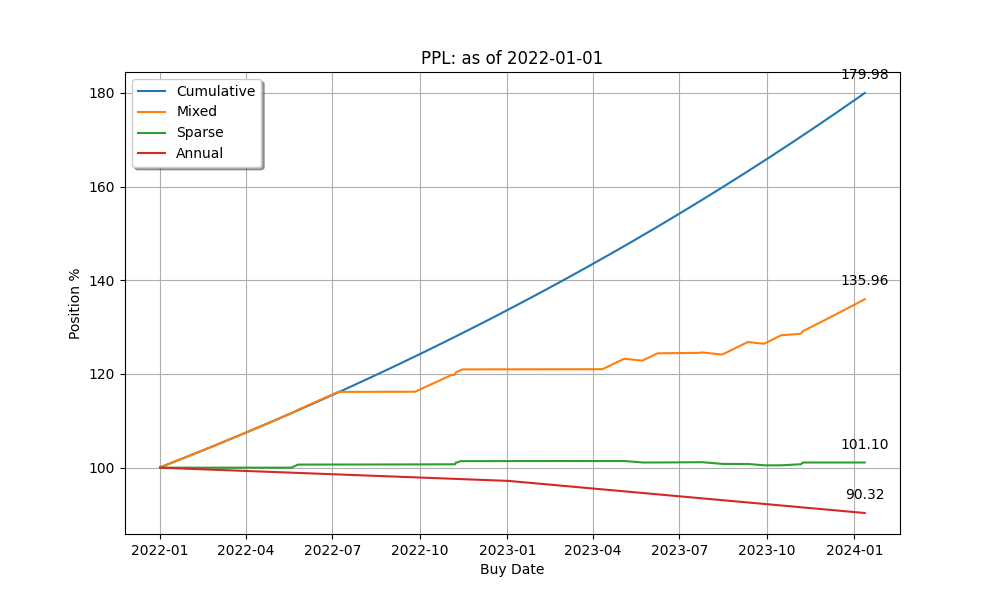 PPL: as of 2022-01-01
179.98
180
Cumulative
Mixed
Sparse
Annual
160
140
135.96
120
101.10
100
90.32
Position %
2022-01 2022-04 2022-07 2022-10 2023-01 2023-04 2023-07 2023-10 2024-01
Buy Date